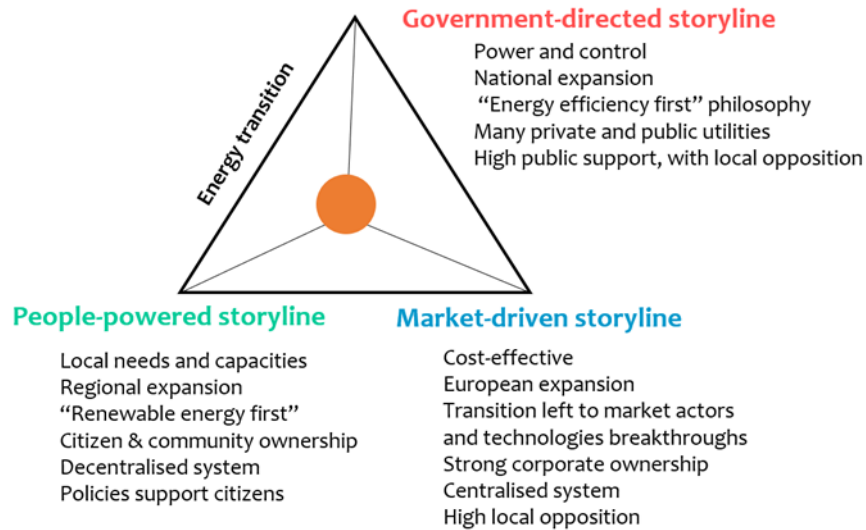 Government-directed storyline
Power and control
National expansion
“Energy efficiency first” philosophy
Many private and public utilities
High public support, with local opposition
Energy transition
People-powered storyline
Local needs and capacities
Regional expansion
“Renewable energy first”
Citizen & community ownership
Decentralised system
Policies support citizens
Market-driven storyline
Cost-effective
European expansion
Transition left to market actors
and technologies breakthroughs
Strong corporate ownership
Centralised system
High local opposition